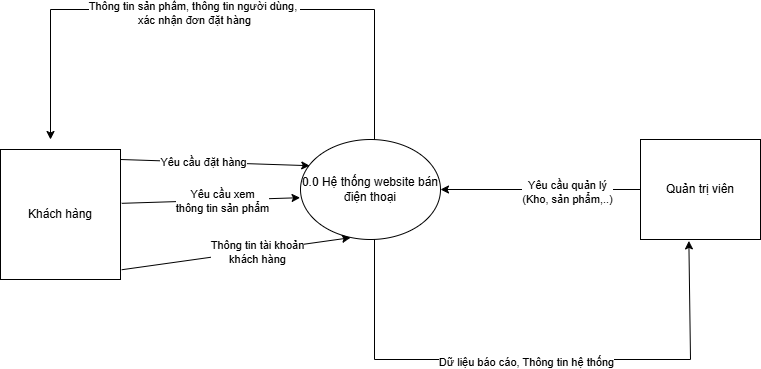 Thông tin sản phẩm, thông tin người dùng,
xác nhận đơn đặt hàng
Khách hàng
Yêu cầu đặt hàng
Yêu cầu xem
thông tin sản phẩm
Thông tin tài khoản
khách hàng
0.0 Hệ thống website bán
điện thoại
Yêu cầu quản lý
(Kho, sản phẩm,..)
Quản trị viên
Dữ liệu báo cáo, Thông tin hệ thống